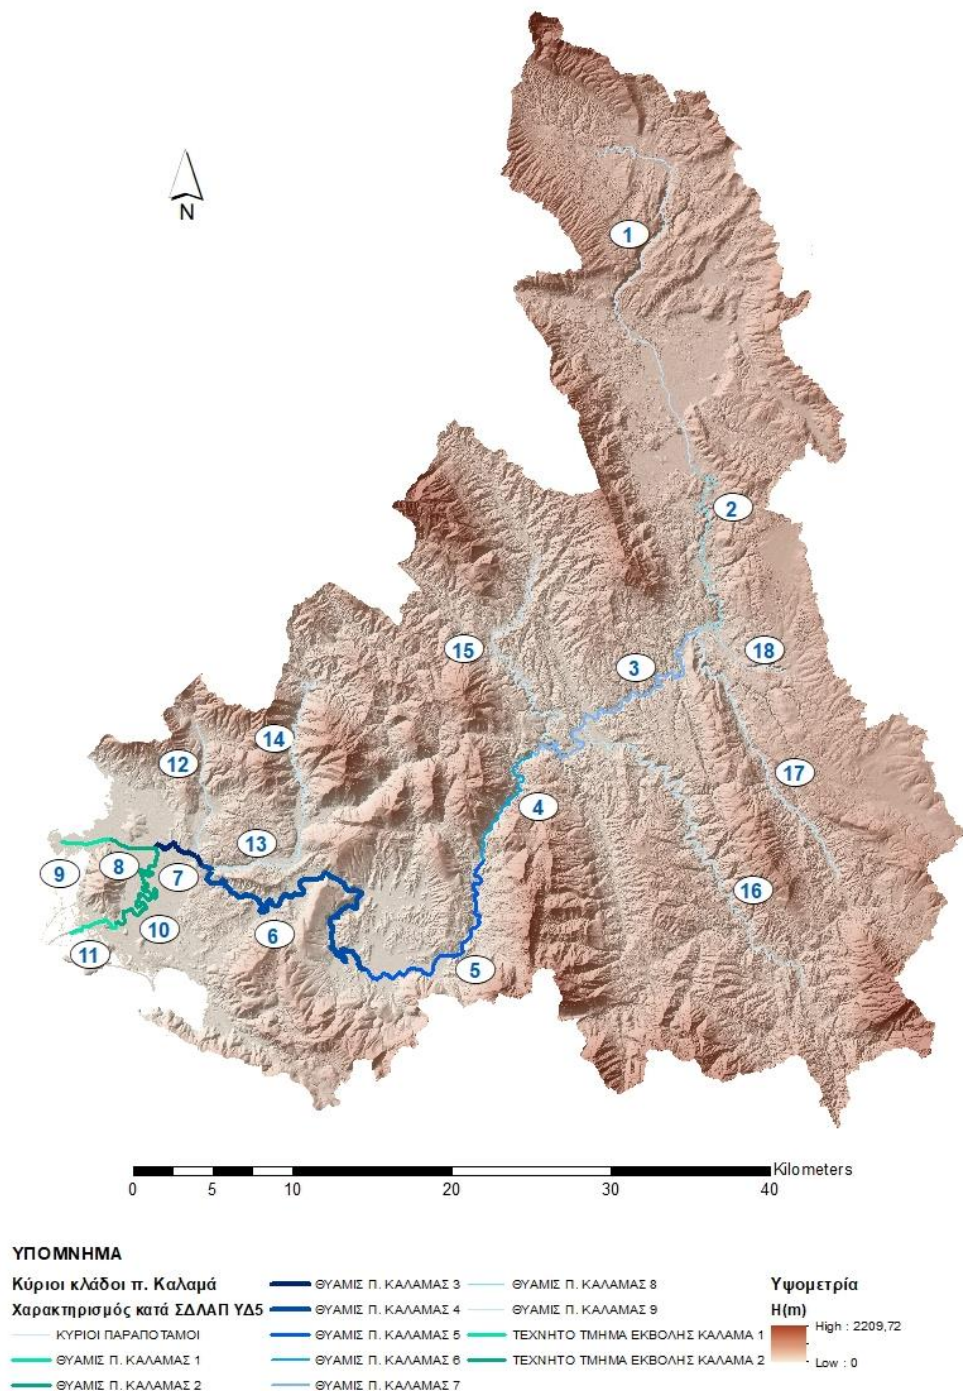 N
1
2
3
18
15
17
14
12
4
13
9
8
7
16
10
6
11
5
Kilometers
0 5 10 20 30 40
ΥΠΟΜΝΗΜΑ
Κύριοι κλάδοι π. Καλαμά
Χαρακτηρισμός κατά ΣΔΛΑΠ ΥΔ5
ΚΥΡΙΟΙ ΠΑΡΑΠΟΤΑΜΟΙ
ΘΥΑΜΙΣ Π. ΚΑΛΑΜΑΣ 1
ΘΥΑΜΙΣ Π. ΚΑΛΑΜΑΣ 2
ΘΥΑΜΙΣ Π. ΚΑΛΑΜΑΣ 3
ΘΥΑΜΙΣ Π. ΚΑΛΑΜΑΣ 4
ΘΥΑΜΙΣ Π. ΚΑΛΑΜΑΣ 5
ΘΥΑΜΙΣ Π. ΚΑΛΑΜΑΣ 6
ΘΥΑΜΙΣ Π. ΚΑΛΑΜΑΣ 7
ΘΥΑΜΙΣ Π. ΚΑΛΑΜΑΣ 8
ΘΥΑΜΙΣ Π. ΚΑΛΑΜΑΣ 9
ΤΕΧΝΗΤΟ ΤΜΗΜΑ ΕΚΒΟΛΗΣ ΚΑΛΑΜΑ 1
ΤΕΧΝΗΤΟ ΤΜΗΜΑ ΕΚΒΟΛΗΣ ΚΑΛΑΜΑ 2
Υψομετρία
H(m)
High : 2209,72
Low : 0